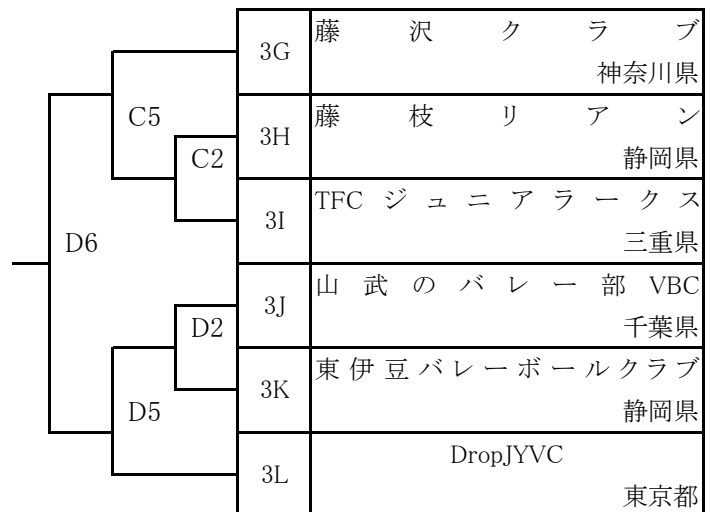 3G
藤沢クラブ
神奈川県
C5
3H
藤枝リアン
静岡県
C2
3I
TFCジュニアラークス
三重県
D6
3J
山武のバレー部VBC
千葉県
D2
3K
東伊豆バレーボールクラブ
静岡県
D5
3L
DropJYVC
東京都